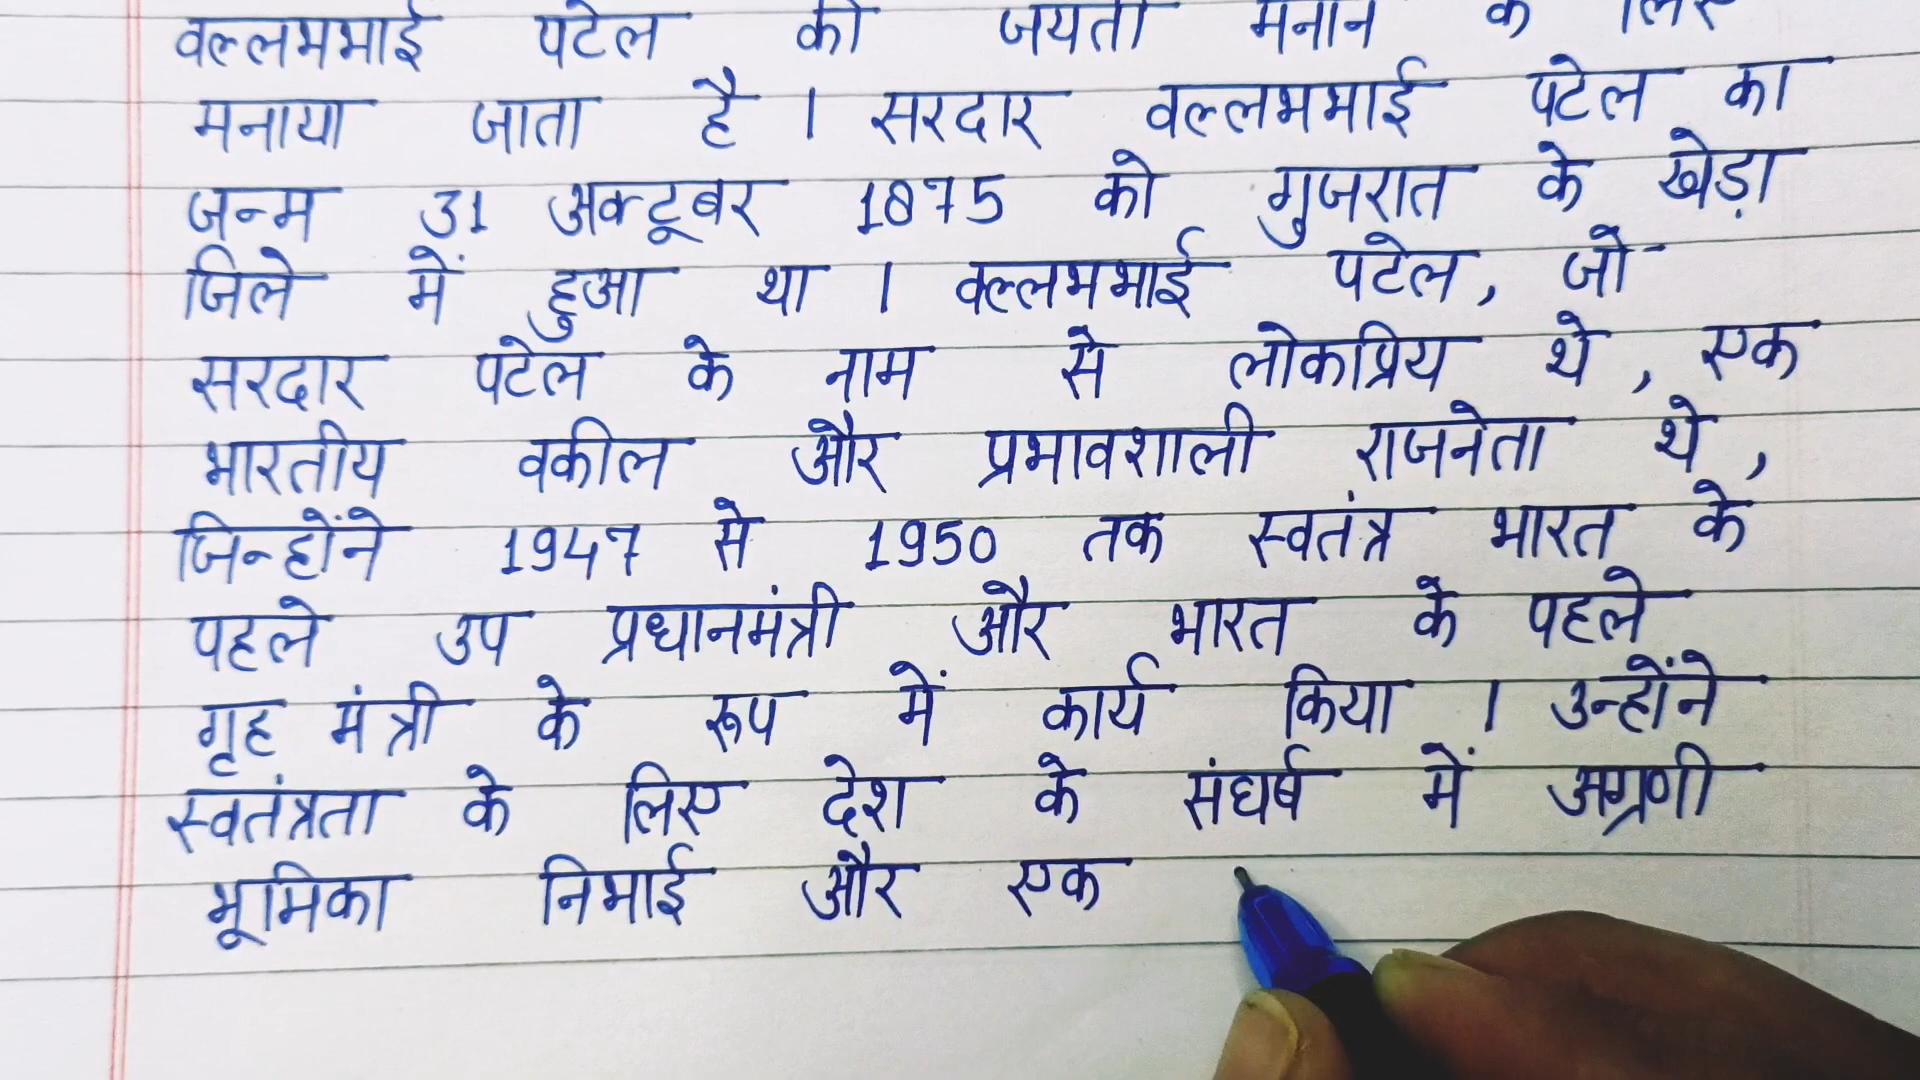 वल्लभभाई पटेल की जयंती मनाने के लिए
मनाया जाता है । सरदार वल्लभभाई पटेल का
जन्म 31 अक्टूबर 1875 को गुजरात के खेड़ा
जिले में हुआ था । वल्लभभाई पटेल, जो
सरदार पटेल के नाम से लोकप्रिय थे, एक
भारतीय वकील और प्रभावशाली राजनेता थे,
जिन्होंने 1947 से 1950 तक स्वतंत्र भारत के
पहले उप प्रधानमंत्री और भारत के पहले
गृह मंत्री के रूप में कार्य किया । उन्होंने
स्वतंत्रता के लिए देश के संघर्ष में अग्रणी
भूमिका निभाई और एक